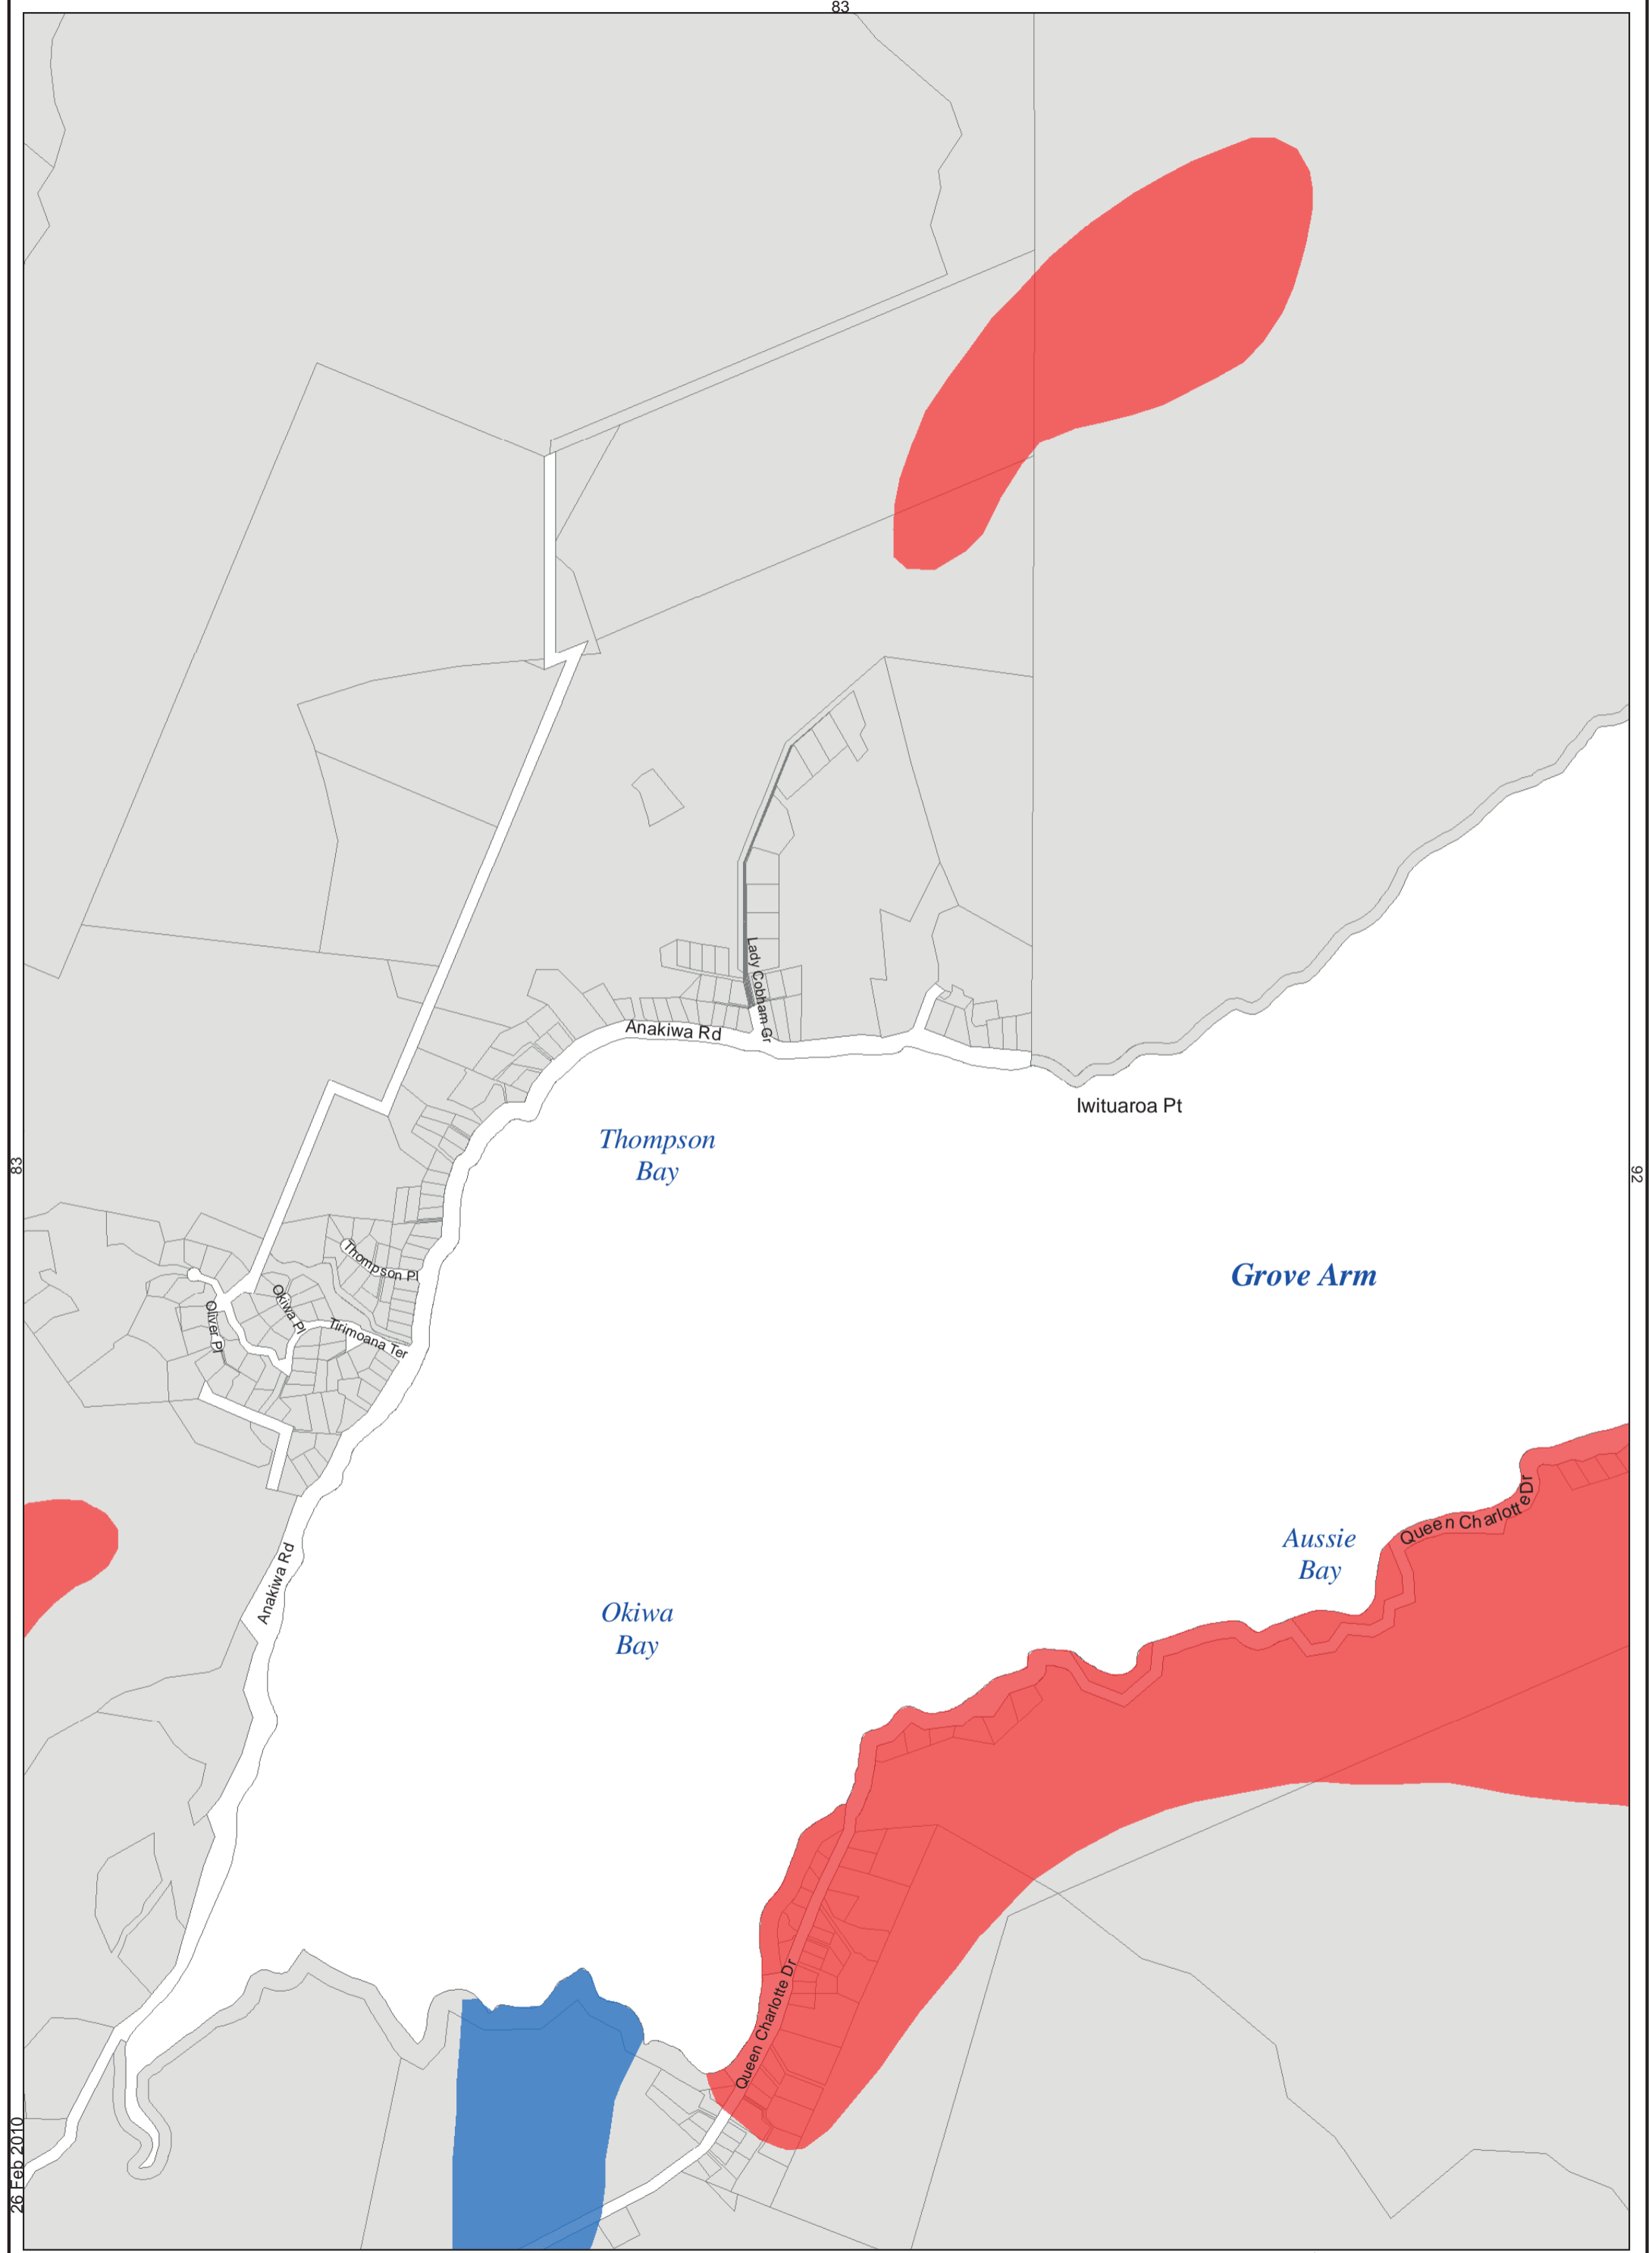 83
Lady Cobham Gr
Anakiwa Rd
Iwituaroa Pt
Thompson
Bay
83
92
Thompson Pl
Grove Arm
Okiwa Pl
Oliver Pl
Tirimoana Ter
Queen Charlotte Dr
Aussie
Bay
Anakiwa Rd
Okiwa
Bay
Queen Charlotte Dr
26 Feb 2010